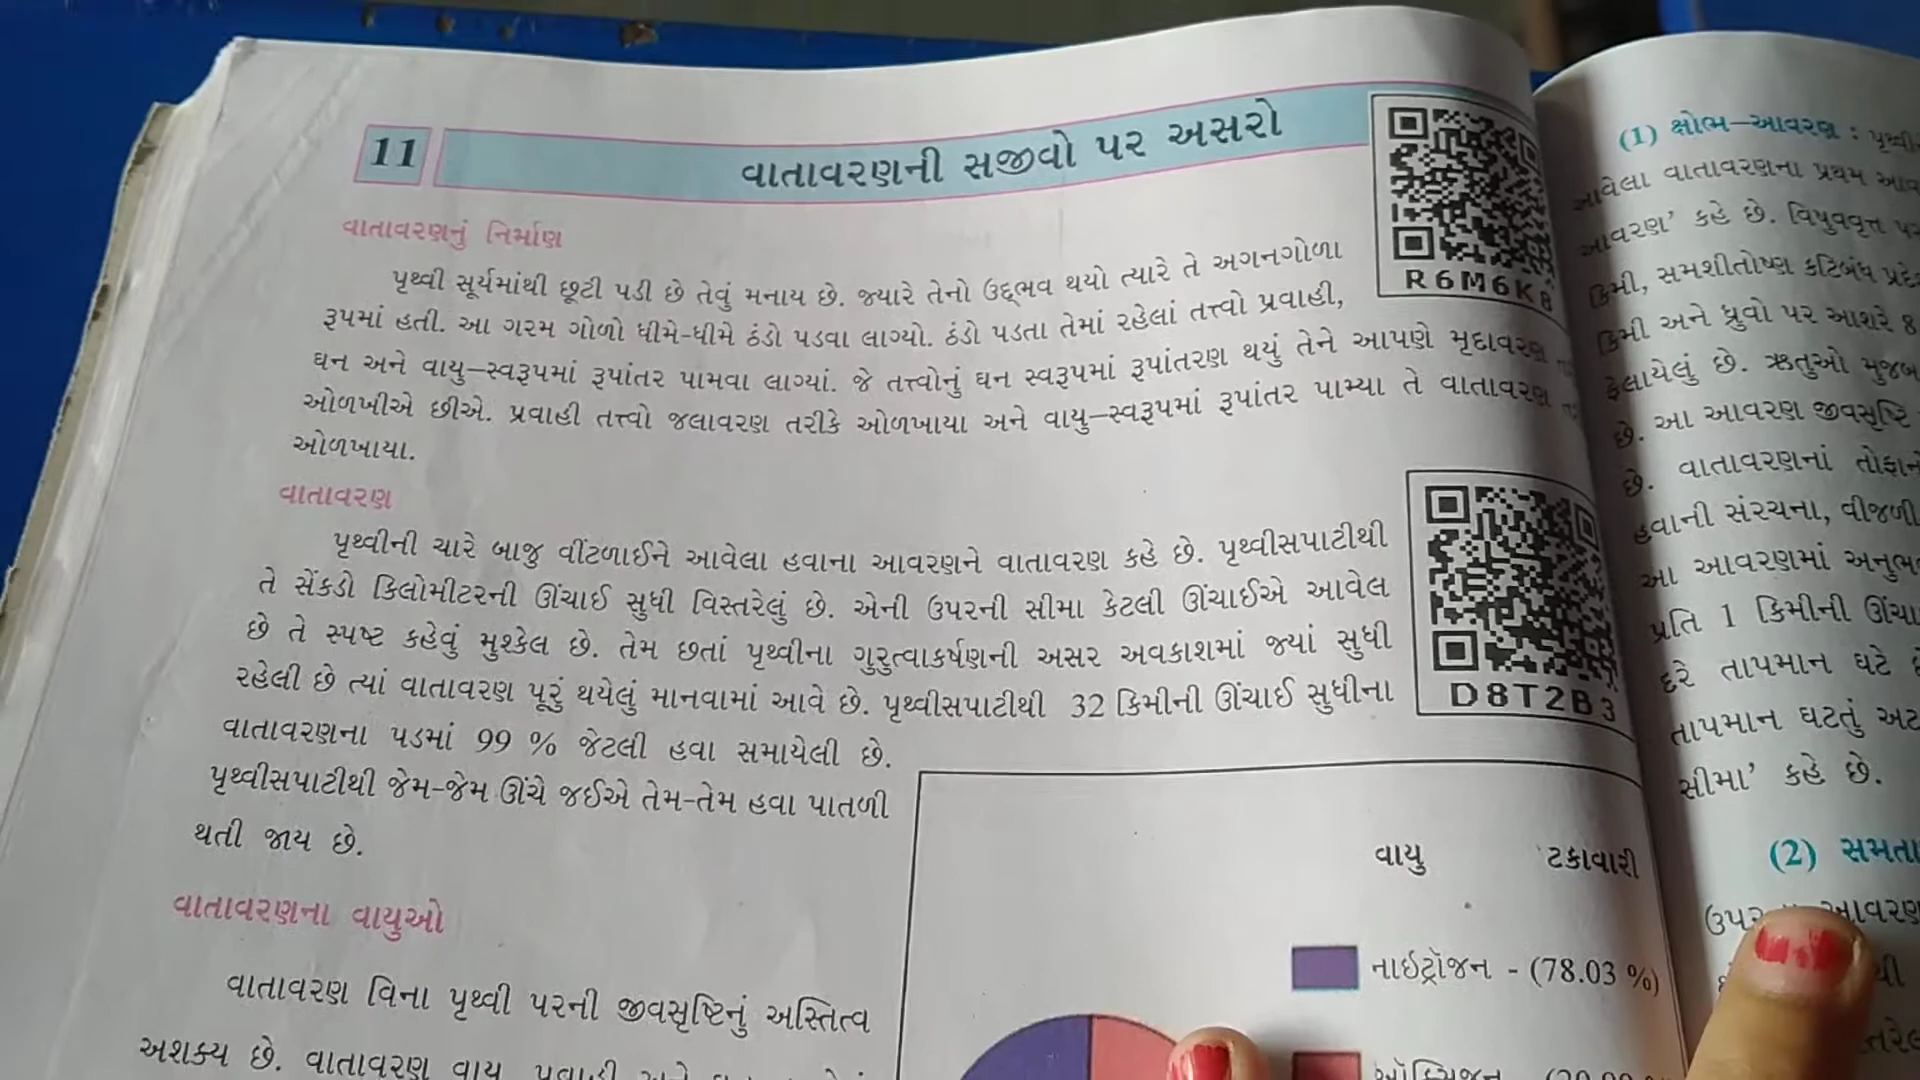 11
વાતાવરણની સજીવો પર અસરો
R6M6K8
વાતાવરણનું નિર્માણ
પૃથ્વી સૂર્યમાંથી છૂટી પડી છે તેવું મનાય છે. જ્યારે તેનો ઉદ્દભવ થયો ત્યારે તે અગનગોળા
રૂપમાં હતી. આ ગરમ ગોળો ધીમે-ધીમે ઠંડો પડવા લાગ્યો. ઠંડો પડતા તેમાં રહેલાં તત્ત્વો પ્રવાહી,
ઘન અને વાયુ-સ્વરૂપમાં રૂપાંતર પામવા લાગ્યાં. જે તત્ત્વોનું ઘન સ્વરૂપમાં રૂપાંતરણ થયું તેને આપણે મૃદાવરણ
ઓળખીએ છીએ. પ્રવાહી તત્ત્વો જલાવરણ તરીકે ઓળખાયા અને વાયુ-સ્વરૂપમાં રૂપાંતર પામ્યા તે વાતાવરણ
ઓળખાયા.
વાતાવરણ
પૃથ્વીની ચારે બાજુ વીંટળાઈને આવેલા હવાના આવરણને વાતાવરણ કહે છે. પૃથ્વીસપાટીથી
તે સેંકડો કિલોમીટરની ઊંચાઈ સુધી વિસ્તરેલું છે. એની ઉપરની સીમા કેટલી ઊંચાઈએ આવેલ
છે તે સ્પષ્ટ કહેવું મુશ્કેલ છે. તેમ છતાં પૃથ્વીના ગુરુત્વાકર્ષણની અસર અવકાશમાં જ્યાં સુધી
રહેલી છે ત્યાં વાતાવરણ પૂરું થયેલું માનવામાં આવે છે. પૃથ્વીસપાટીથી 32 કિમીની ઊંચાઈ સુધીના
વાતાવરણના પડમાં 99 % જેટલી હવા સમાયેલી છે.
પૃથ્વીસપાટીથી જેમ-જેમ ઊંચે જઈએ તેમ-તેમ હવા પાતળી
થતી જાય છે.
D8T2B3
વાતાવરણના વાયુઓ
વાતાવરણ વિના પૃથ્વી પરની જીવસૃષ્ટિનું અસ્તિત્વ
અશક્ય છે. વાતાવરણ વાયુ, પ્રવાહી અને
વાયુ ટકાવારી
નાઇટ્રૉજન - (78.03 %)
ઑક્સિજન
(1) ક્ષોભ-આવરણ :
આવેલા વાતાવરણના પ્રથમ
આવરણ' કહે છે. વિષુવવૃત્ત
કિમી, સમશીતોષ્ણ કટિબંધ
કિમી અને ધ્રુવો પર આશરે 8
ફેલાયેલું છે. ઋતુઓ મુજબ
છે. આ આવરણ જીવસૃષ્ટિ
છે. વાતાવરણનાં
હવાની સંરચના, વીજળી
આ આવરણમાં
પ્રતિ 1 કિમીની
દરે તાપમાન ઘટે
તાપમાન ઘટતું
સીમા' કહે છે.
(2)